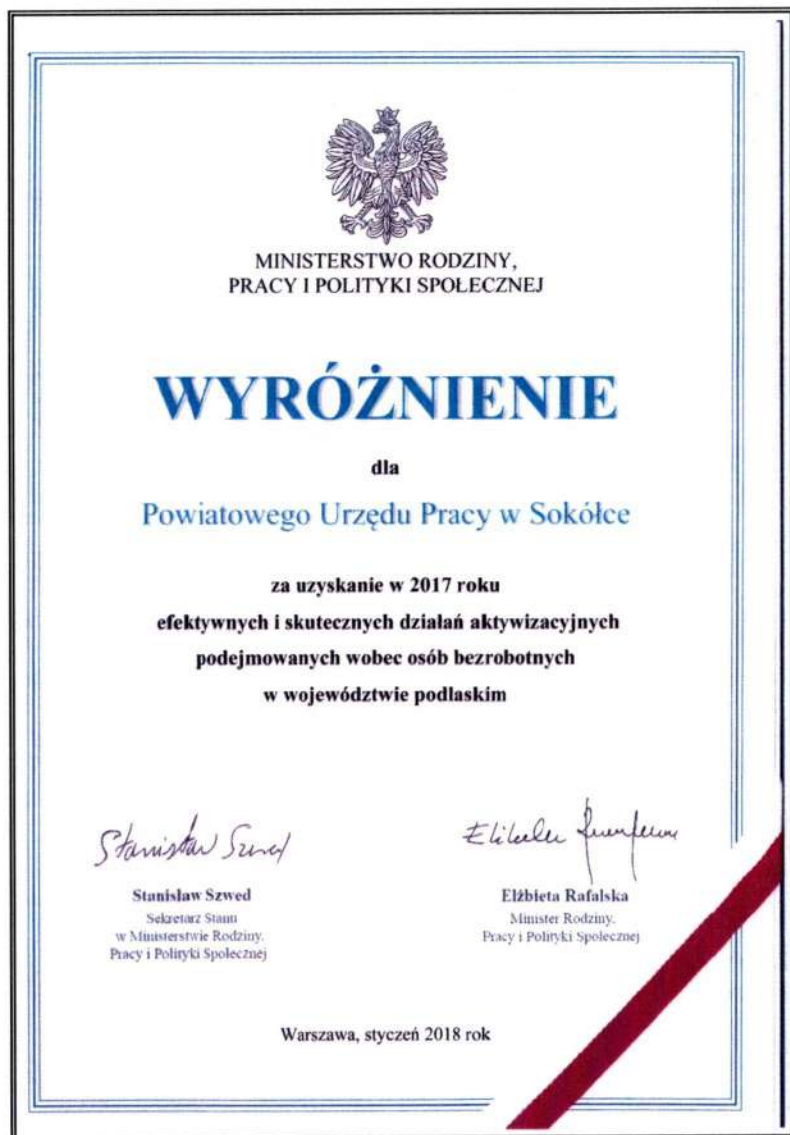 MINISTERSTWO RODZINY,
PRACY I POLITYKI SPOŁECZNEJ
WYRÓŻNIENIE
dla
Powiatowego Urzędu Pracy w Sokółce
za uzyskanie w 2017 roku
efektywnych i skutecznych działań aktywizacyjnych
podejmowanych wobec osób bezrobotnych
w województwie podlaskim
Stanisław Szwed
Stanisław Szwed
Sekretarz Stanu
w Ministerstwie Rodziny,
Pracy i Polityki Społecznej
Elżbieta Rafalska
Minister Rodziny,
Pracy i Polityki Społecznej
Warszawa, styczeń 2018 rok